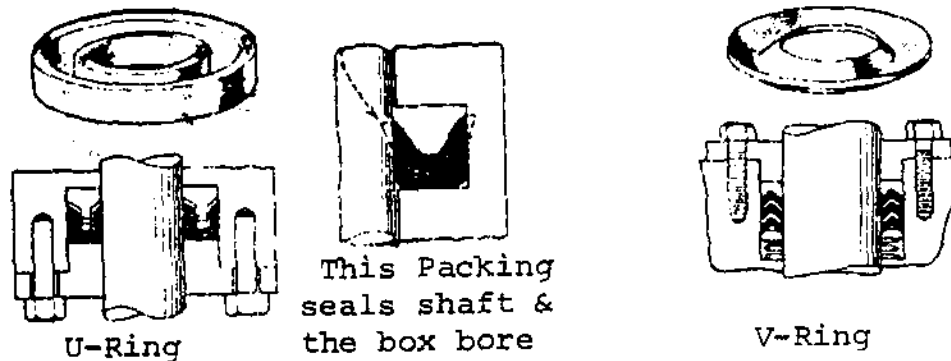 U-Ring
This Packing
seals shaft &
the box bore
V-Ring